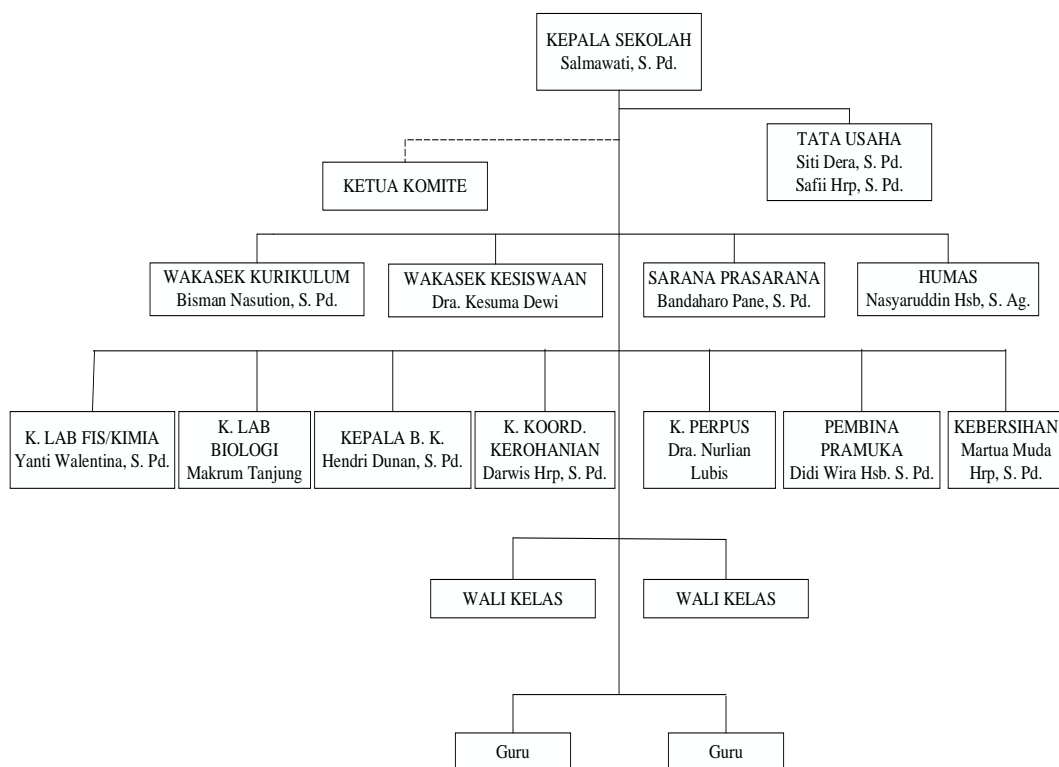 KEPALA SEKOLAH
Salmawati, S. Pd.
TATA USAHA
Siti Dera, S. Pd.
Safii Hrp, S. Pd.
KETUA KOMITE
WAKASEK KURIKULUM
Bisman Nasution, S. Pd.
WAKASEK KESISWAAN
Dra. Kesuma Dewi
SARANA PRASARANA
Bandaharo Pane, S. Pd.
HUMAS
Nasyaruddin Hsb, S. Ag.
K. LAB FIS/KIMIA
Yanti Walentina, S. Pd.
K. LAB
BIOLOGI
Makrum Tanjung
KEPALA B. K.
Hendri Dunan, S. Pd.
K. KOORD.
KEROHANIAN
Darwis Hrp, S. Pd.
K. PERPUS
Dra. Nurlian
Lubis
PEMBINA
PRAMUKA
Didi Wira Hsb. S. Pd.
KEBERSIHAN
Martua Muda
Hrp, S. Pd.
WALI KELAS
WALI KELAS
Guru
Guru